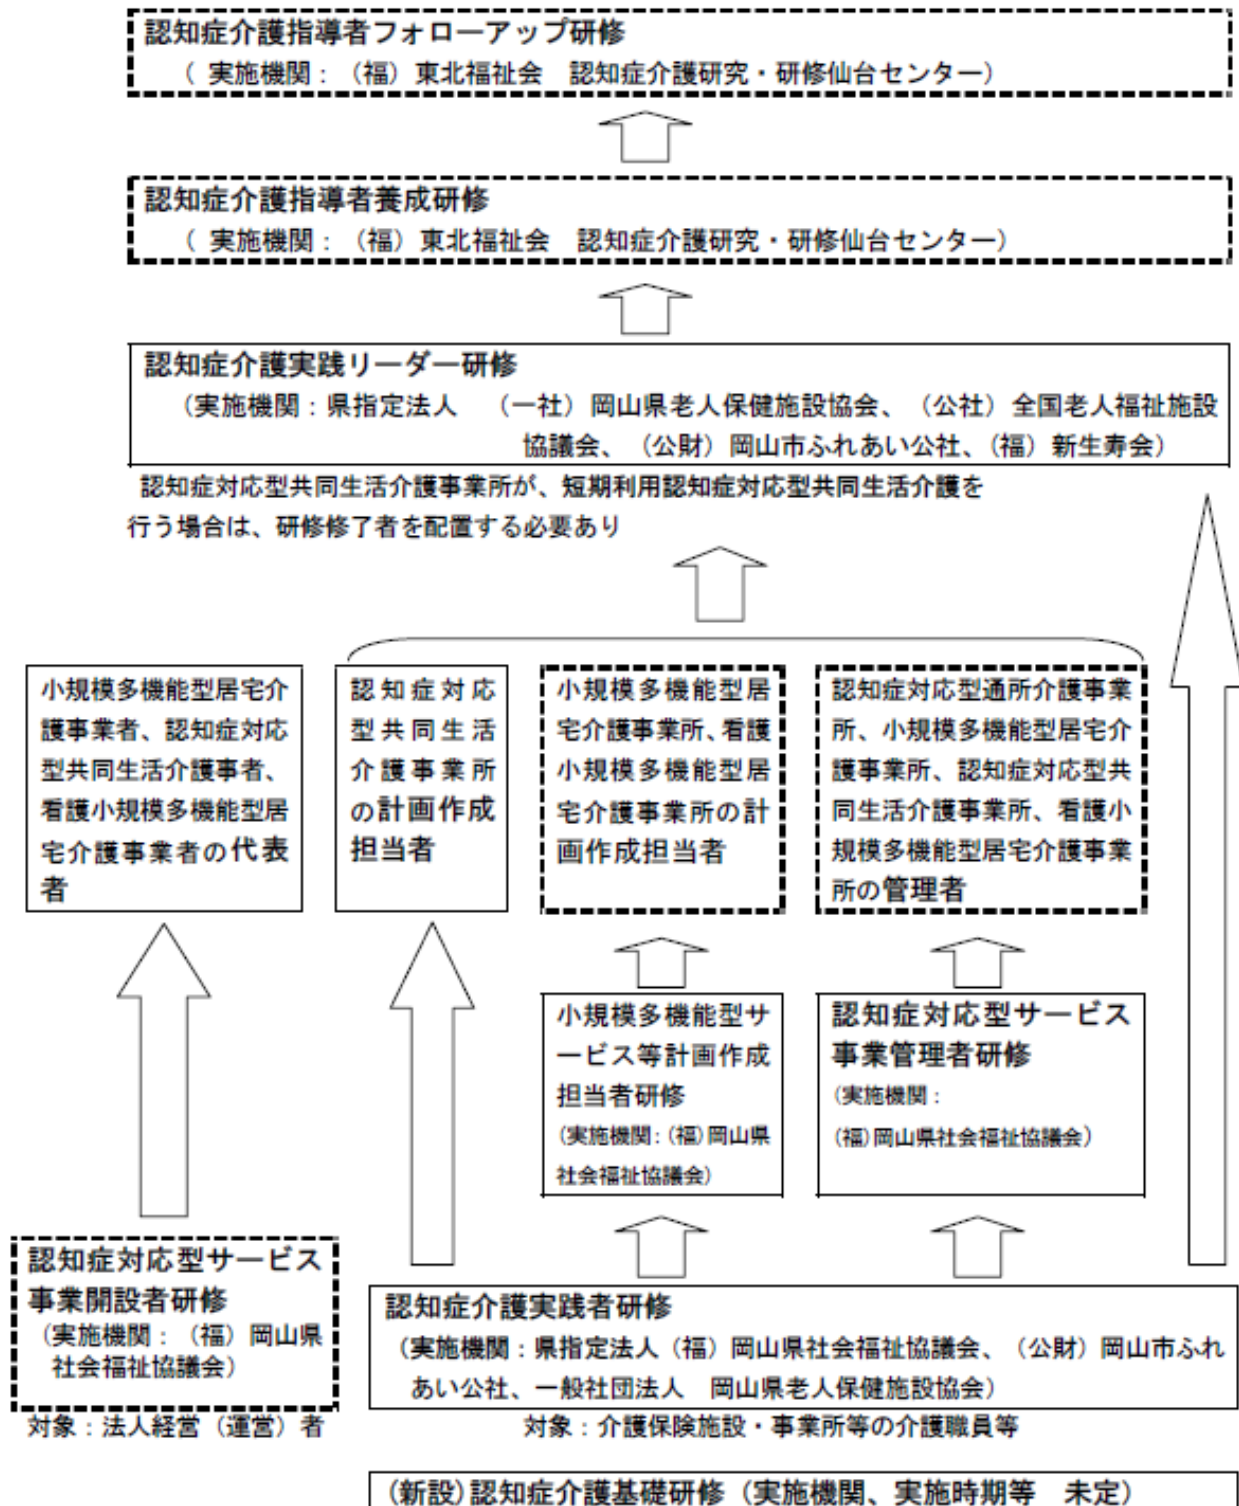 認知症介護指導者フォローアップ研修
（ 実施機関：（福）東北福祉会　認知症介護研究・研修仙台センター）
認知症介護指導者養成研修
（ 実施機関：（福）東北福祉会　認知症介護研究・研修仙台センター）
認知症介護実践リーダー研修
（実施機関：県指定法人　（一社）岡山県老人保健施設協会、（公社）全国老人福祉施設
協議会、（公財）岡山市ふれあい公社、（福）新生寿会）
認知症対応型共同生活介護事業所が、短期利用認知症対応型共同生活介護を
行う場合は、研修修了者を配置する必要あり
小規模多機能型居宅介
護事業者、認知症対応
型共同生活介護事者、
看護小規模多機能型居
宅介護事業者の代表
者
認知症対応
型共同生活
介護事業所
の計画作成
担当者
小規模多機能型居
宅介護事業所、看護
小規模多機能型居
宅介護事業所の計
画作成担当者
認知症対応型通所介護事業
所、小規模多機能型居宅介
護事業所、認知症対応型共
同生活介護事業所、看護小
規模多機能型居宅介護事業
所の管理者
小規模多機能型サ
ービス等計画作成
担当者研修
（実施機関：（福）岡山県
社会福祉協議会）
認知症対応型サービス
事業管理者研修
（実施機関：
（福）岡山県社会福祉協議会）
認知症対応型サービス
事業開設者研修
（実施機関：（福）岡山県
社会福祉協議会）
対象：法人経営（運営）者
認知症介護実践者研修
（実施機関：県指定法人（福）岡山県社会福祉協議会、（公財）岡山市ふれ
あい公社、一般社団法人　岡山県老人保健施設協会）
対象：介護保険施設・事業所等の介護職員等
（新設）認知症介護基礎研修（実施機関、実施時期等　未定）